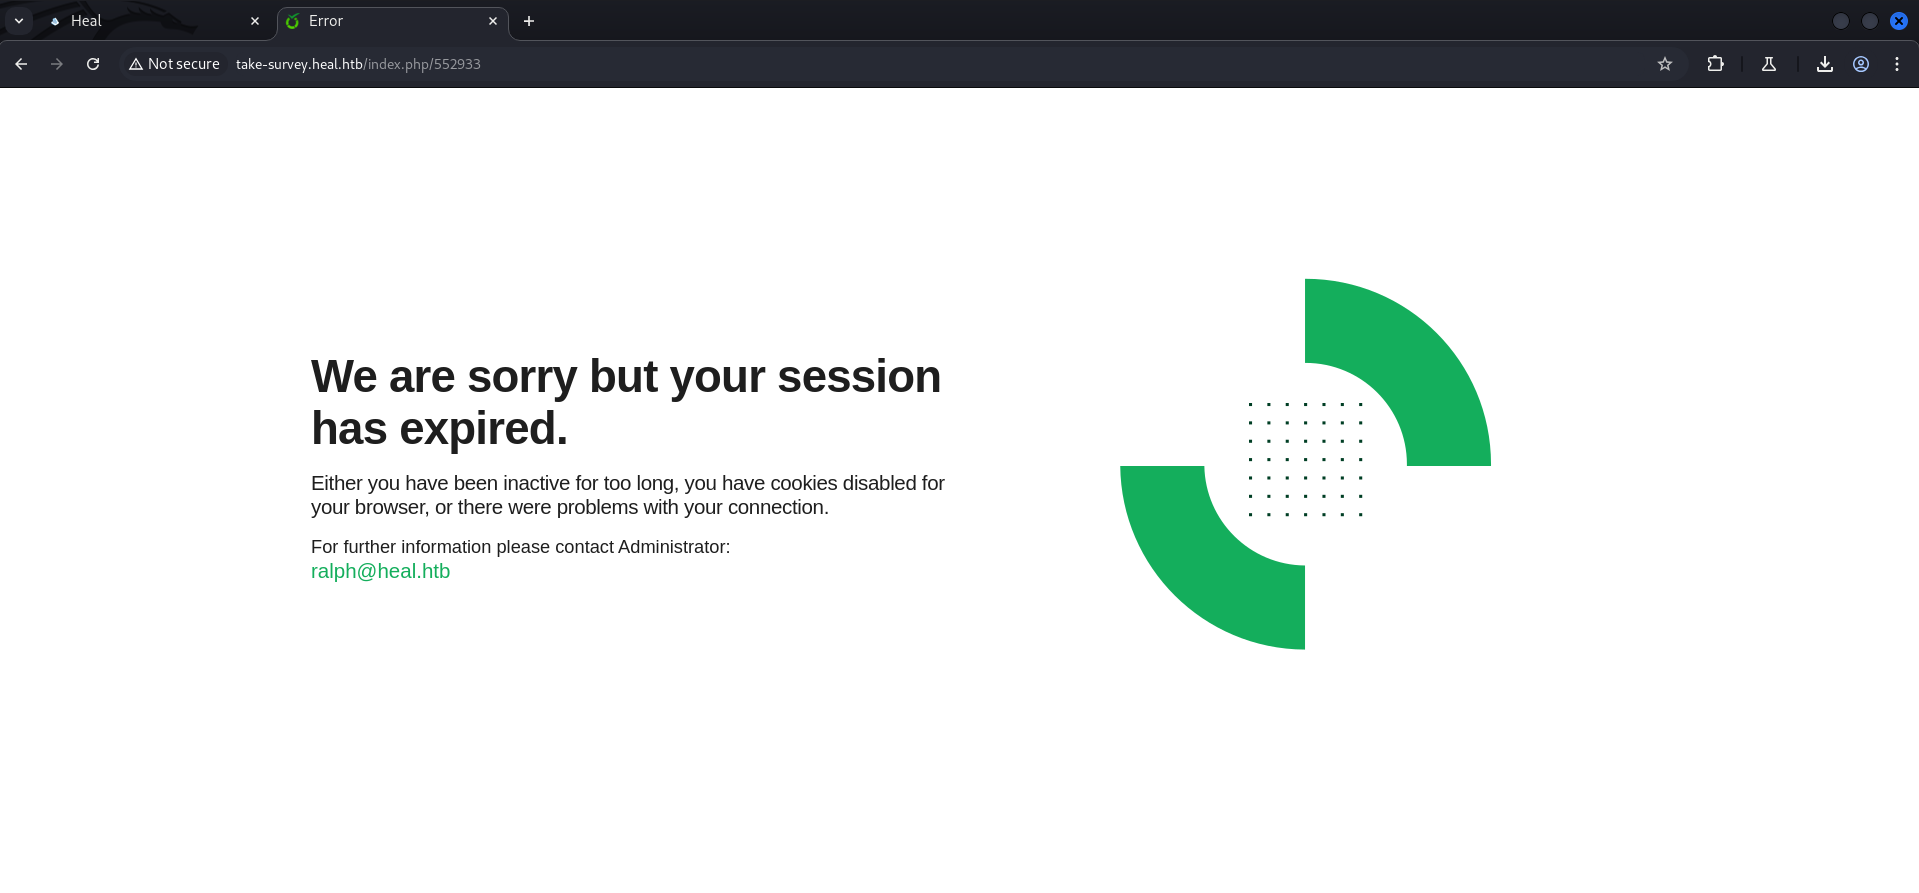 Heal
Error
Not secure
take-survey.heal.htb/index.php/552933
We are sorry but your session
has expired.
Either you have been inactive for too long, you have cookies disabled for
your browser, or there were problems with your connection.
For further information please contact Administrator:
ralph@heal.htb